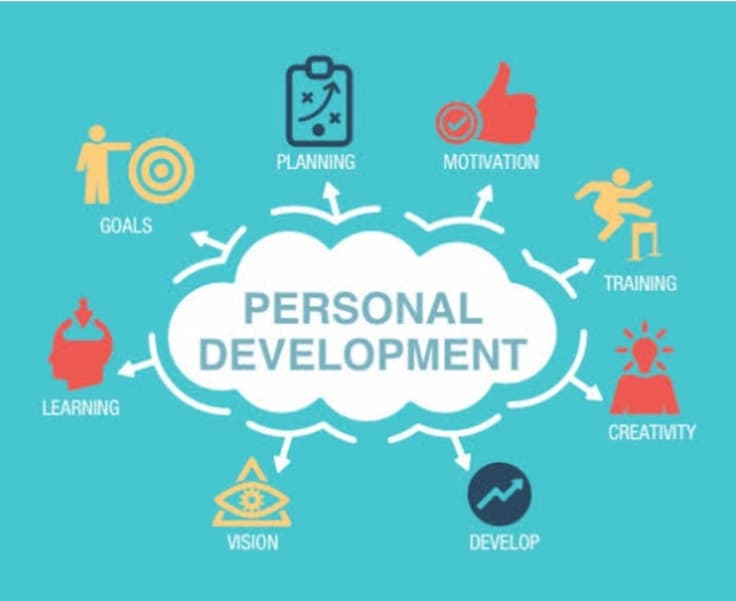 PLANNING
MOTIVATION
GOALS
TRAINING
PERSONAL
DEVELOPMENT
LEARNING
CREATIVITY
VISION
DEVELOP